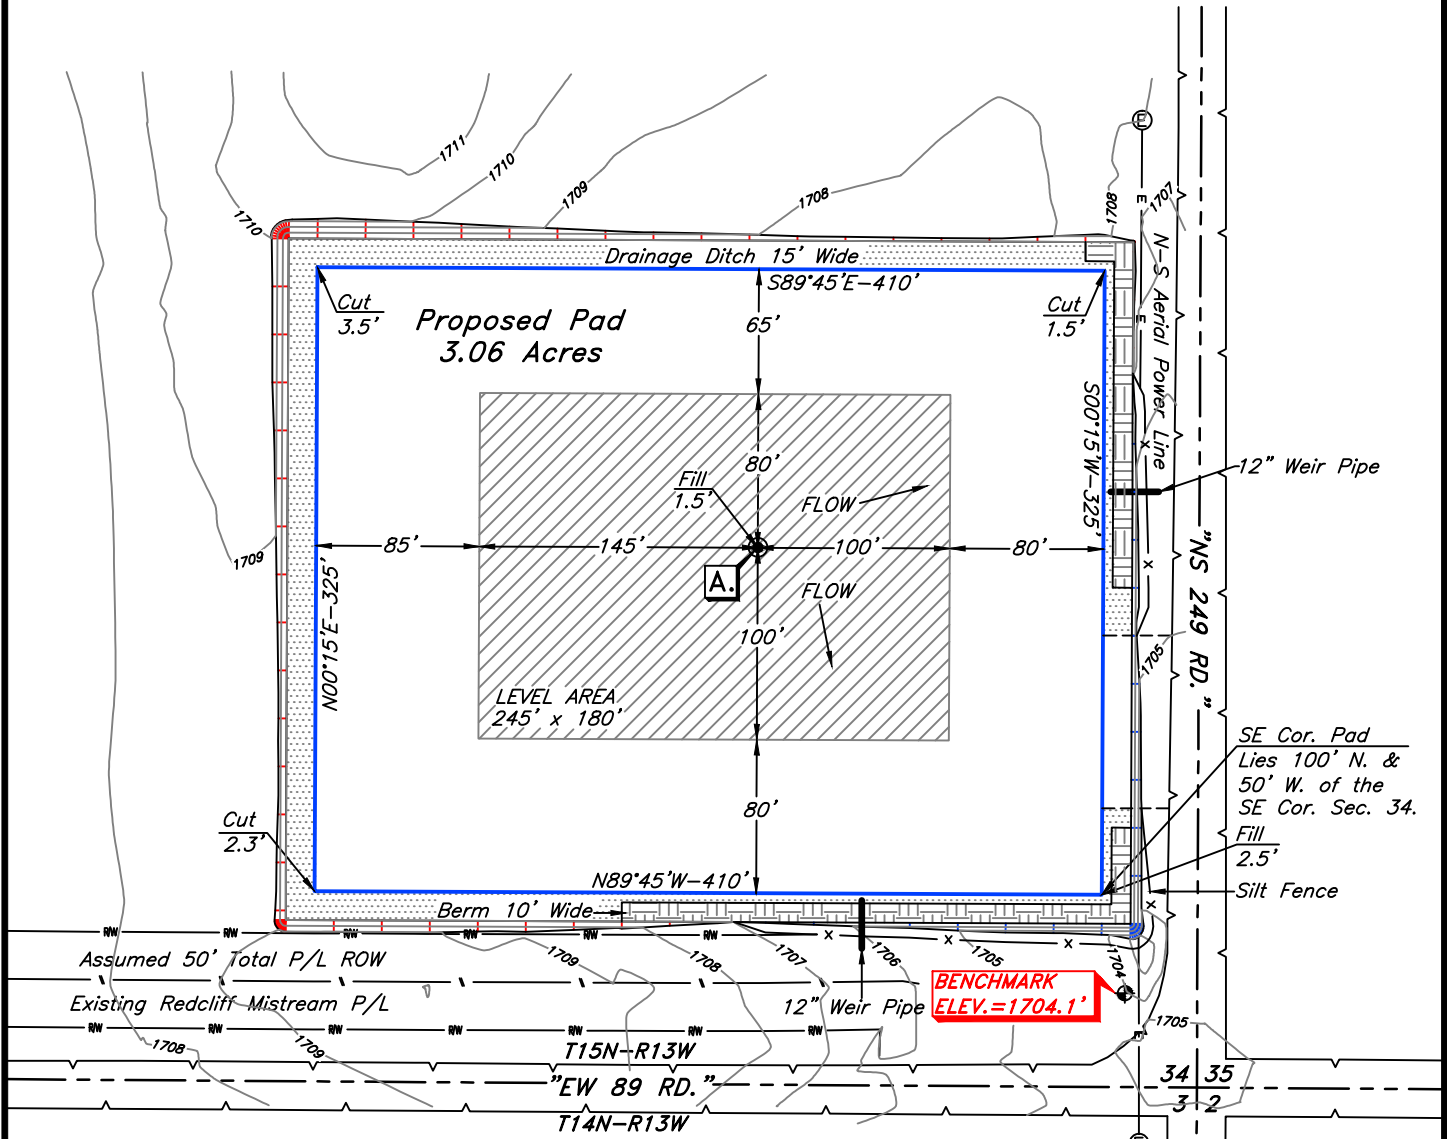 1711
1710
1709
1708
1708
1707
1710
E
Drainage Ditch 15' Wide
S89°45'E-410'
N-S Aerial Power Line
Cut
3.5'
Proposed Pad
3.06 Acres
65'
Cut
1.5'
E
S00°15'W-325'
X
12" Weir Pipe
80'
Fill
1.5'
FLOW
85'
145'
100'
80'
1709
A.
FLOW
X
"NS 249 RD."
N00°15'E-325'
100'
1705
LEVEL AREA
245' x 180'
SE Cor. Pad
Lies 100' N. &
50' W. of the
SE Cor. Sec. 34.
80'
Cut
2.3'
Fill
2.5'
N89°45'W-410'
Silt Fence
Berm 10' Wide
X
R/W R/W R/W R/W R/W R/W X X X
Assumed 50' Total P/L ROW
1709
1708
1707
1706
1705
1704
Existing Redcliff Mistream P/L
12" Weir Pipe
BENCHMARK
ELEV.=1704.1'
1705
R/W R/W R/W R/W R/W R/W R/W
E
1708
1709
T15N-R13W
"EW 89 RD."
34 35
3 2
T14N-R13W